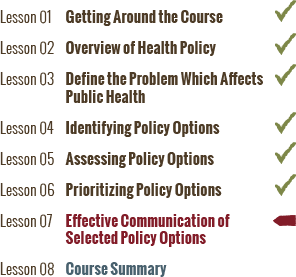 Lesson 01 Getting Around the Course
Lesson 02 Overview of Health Policy
Lesson 03 Define the Problem Which Affects
Public Health
Lesson 04 Identifying Policy Options
Lesson 05 Assessing Policy Options
Lesson 06 Prioritizing Policy Options
Lesson 07 Effective Communication of
Selected Policy Options
Lesson 08 Course Summary